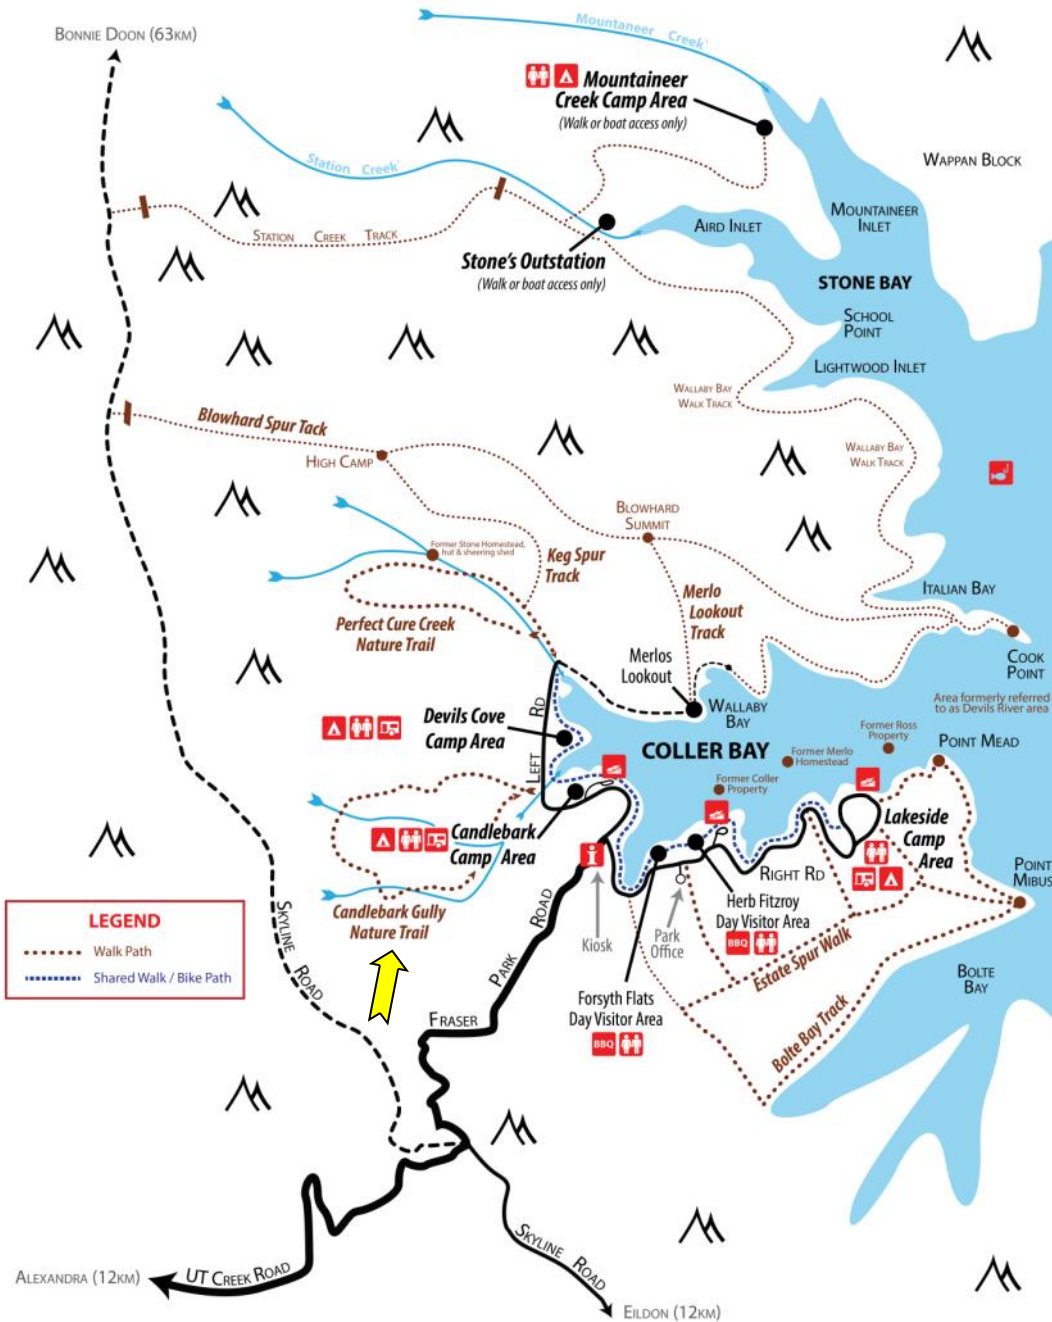 BONNIE DOON (63KM)
Mountaneer Creek
Mountaineer
Creek Camp Area
(Walk or boat access only)
WAPPAN BLOCK
Station Creek
STATION CREEK TRACK
AIRD INLET
MOUNTAINEER
INLET
Stone's Outstation
(Walk or boat access only)
STONE BAY
SCHOOL
POINT
LIGHTWOOD INLET
WALLABY BAY
WALK TRACK
WALLABY BAY
WALK TRACK
Blowhard Spur Tack
HIGH CAMP
BLOWHARD
SUMMIT
Former Stone Homestead,
hut & sheering shed
Keg Spur
Track
Merlo
Lookout
Track
ITALIAN BAY
Perfect Cure Creek
Nature Trail
Merlos
Lookout
COOK
POINT
Area formerly referred
to as Devils River area
WALLABY
BAY
Devils Cove
Camp Area
LEFT RD
COLLER BAY
Former Ross
Property
Former Merlo
Homestead
POINT MEAD
Former Coller
Property
Candlebark
Camp Area
Lakeside
Camp
Area
i
RIGHT RD
POINT
MIBUS
Herb Fitzroy
Day Visitor Area
BBQ
Kiosk
Park
Office
Candlebark Gully
Nature Trail
LEGEND
Walk Path
Shared Walk / Bike Path
SKYLINE ROAD
FRASER PARK ROAD
Forsyth Flats
Day Visitor Area
BBQ
Estate Spur Walk
Bolte Bay Track
BOLTE
BAY
SKYLINE ROAD
ALEXANDRA (12KM)
UT CREEK ROAD
EILDON (12KM)